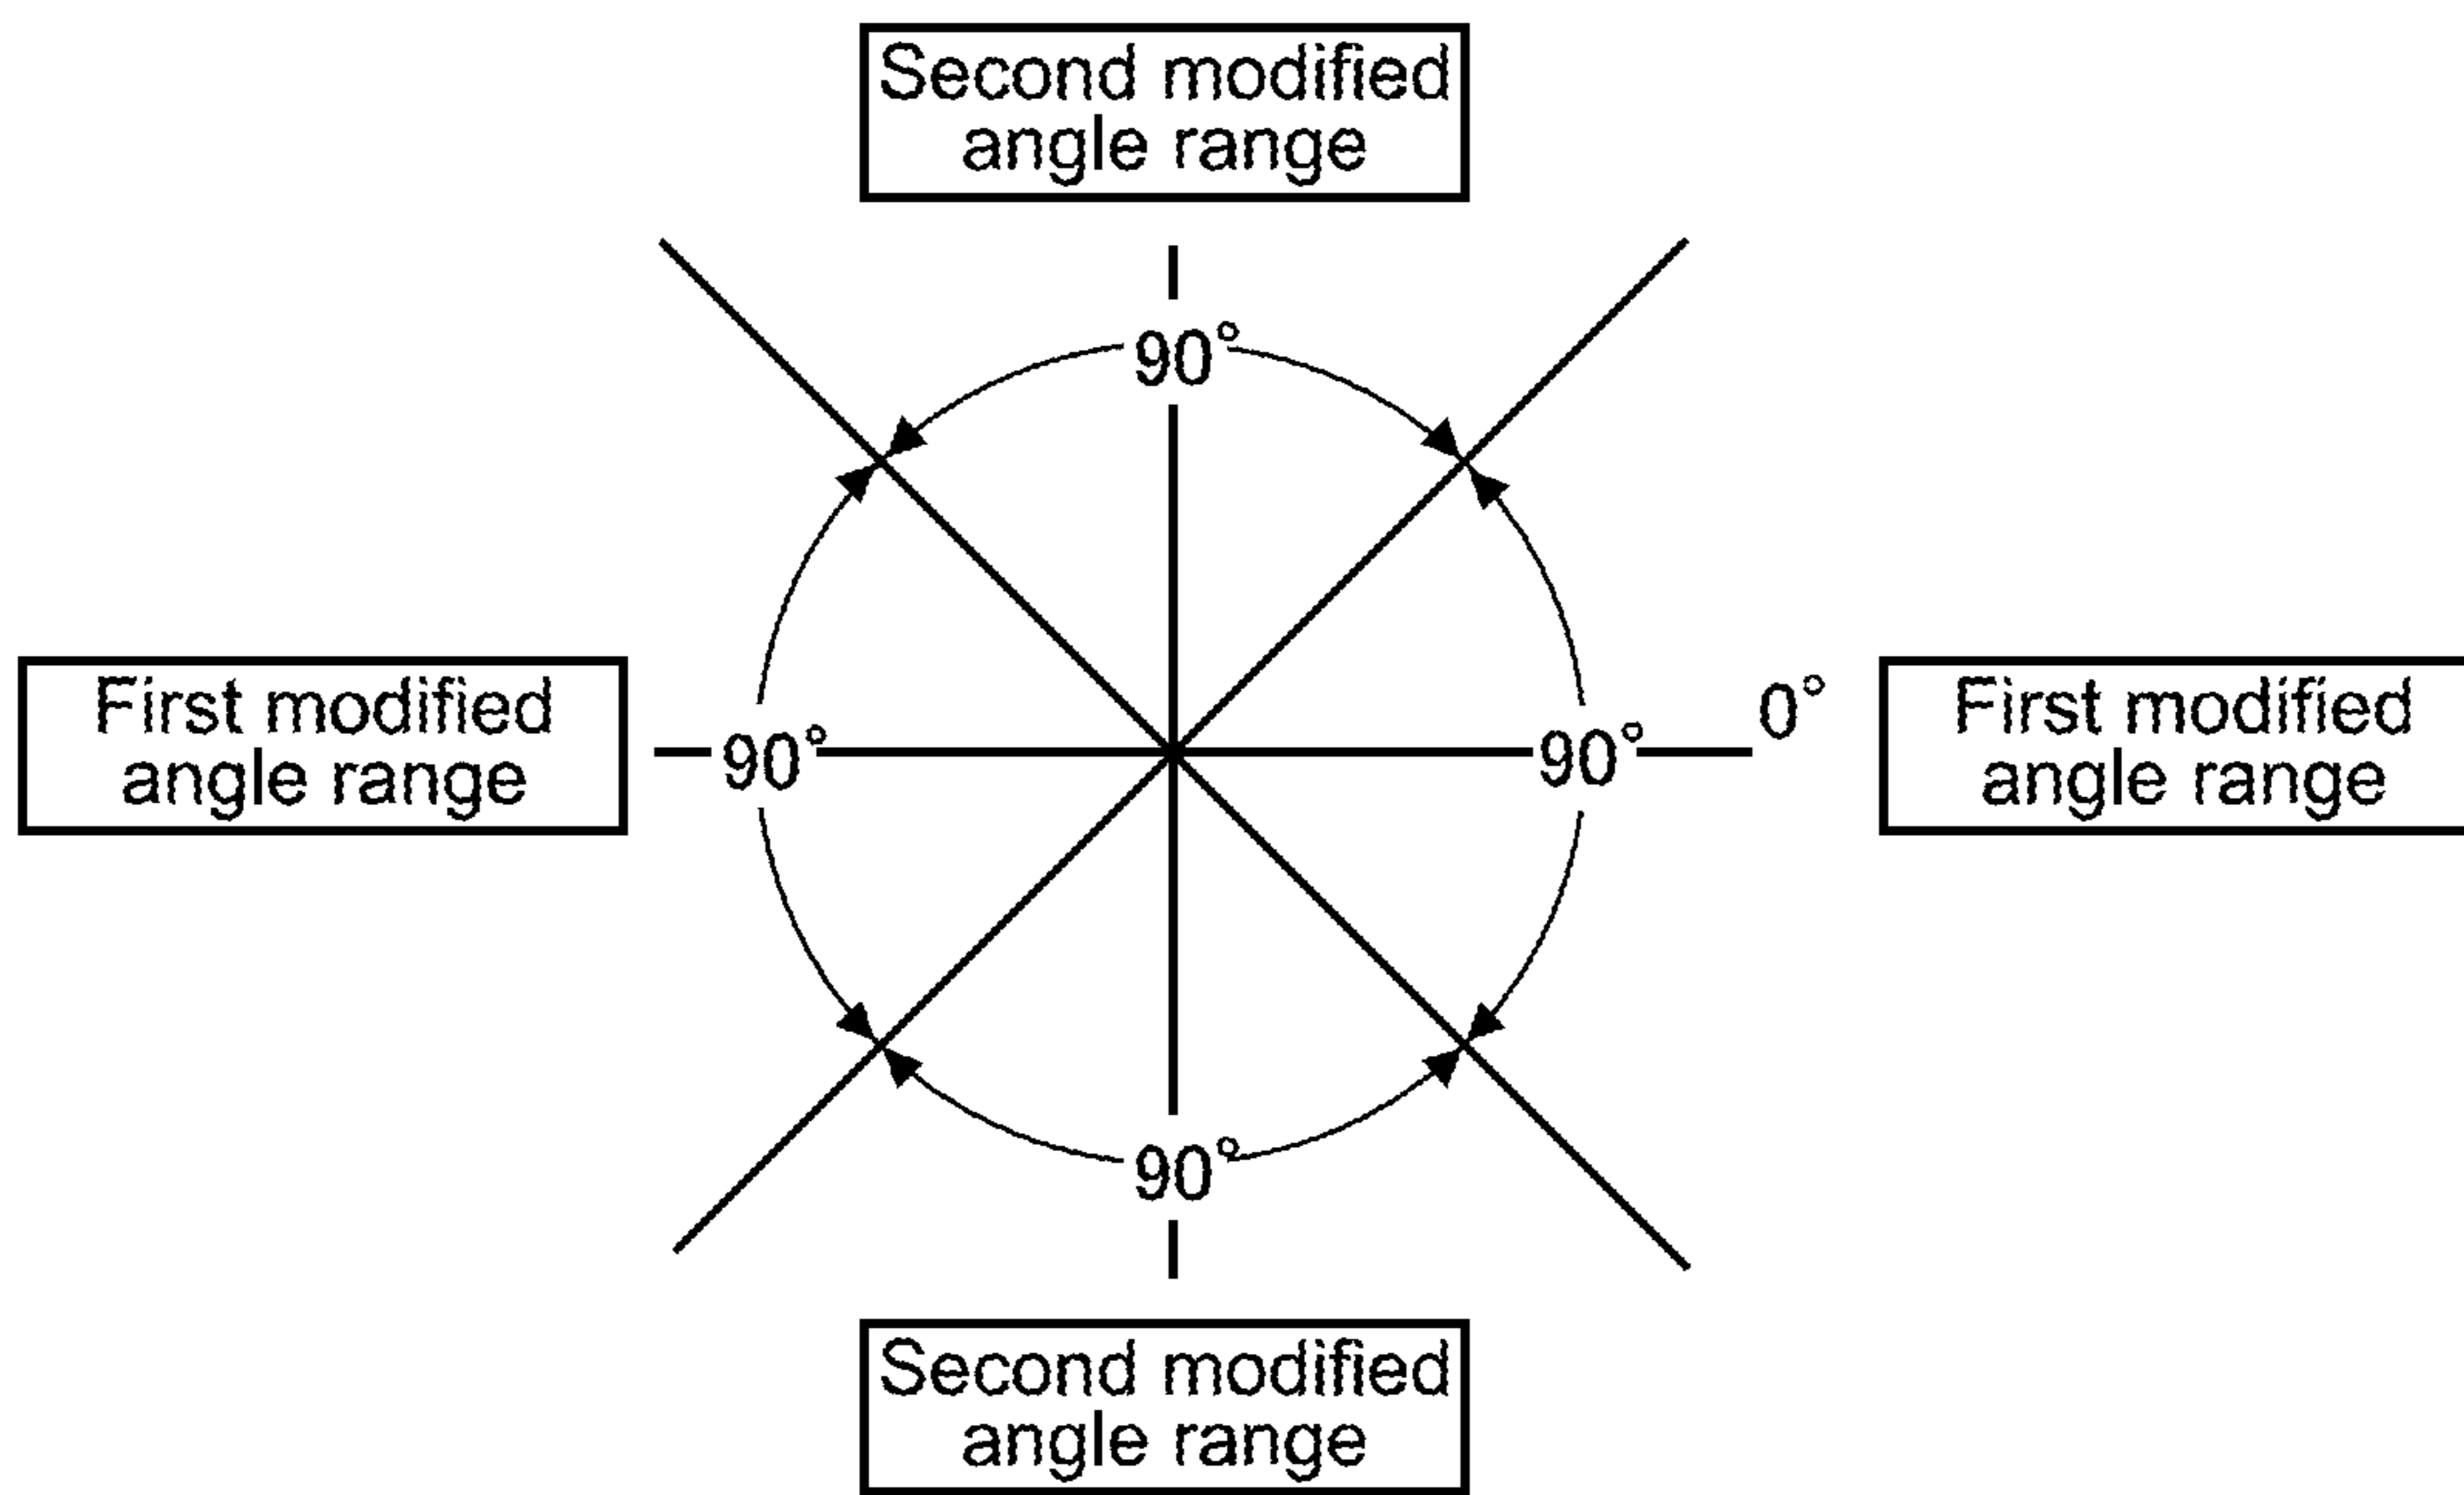 Second modified
angle range
90°
First modified
angle range
90°
90°
0°
First modified
angle range
90°
Second modified
angle range